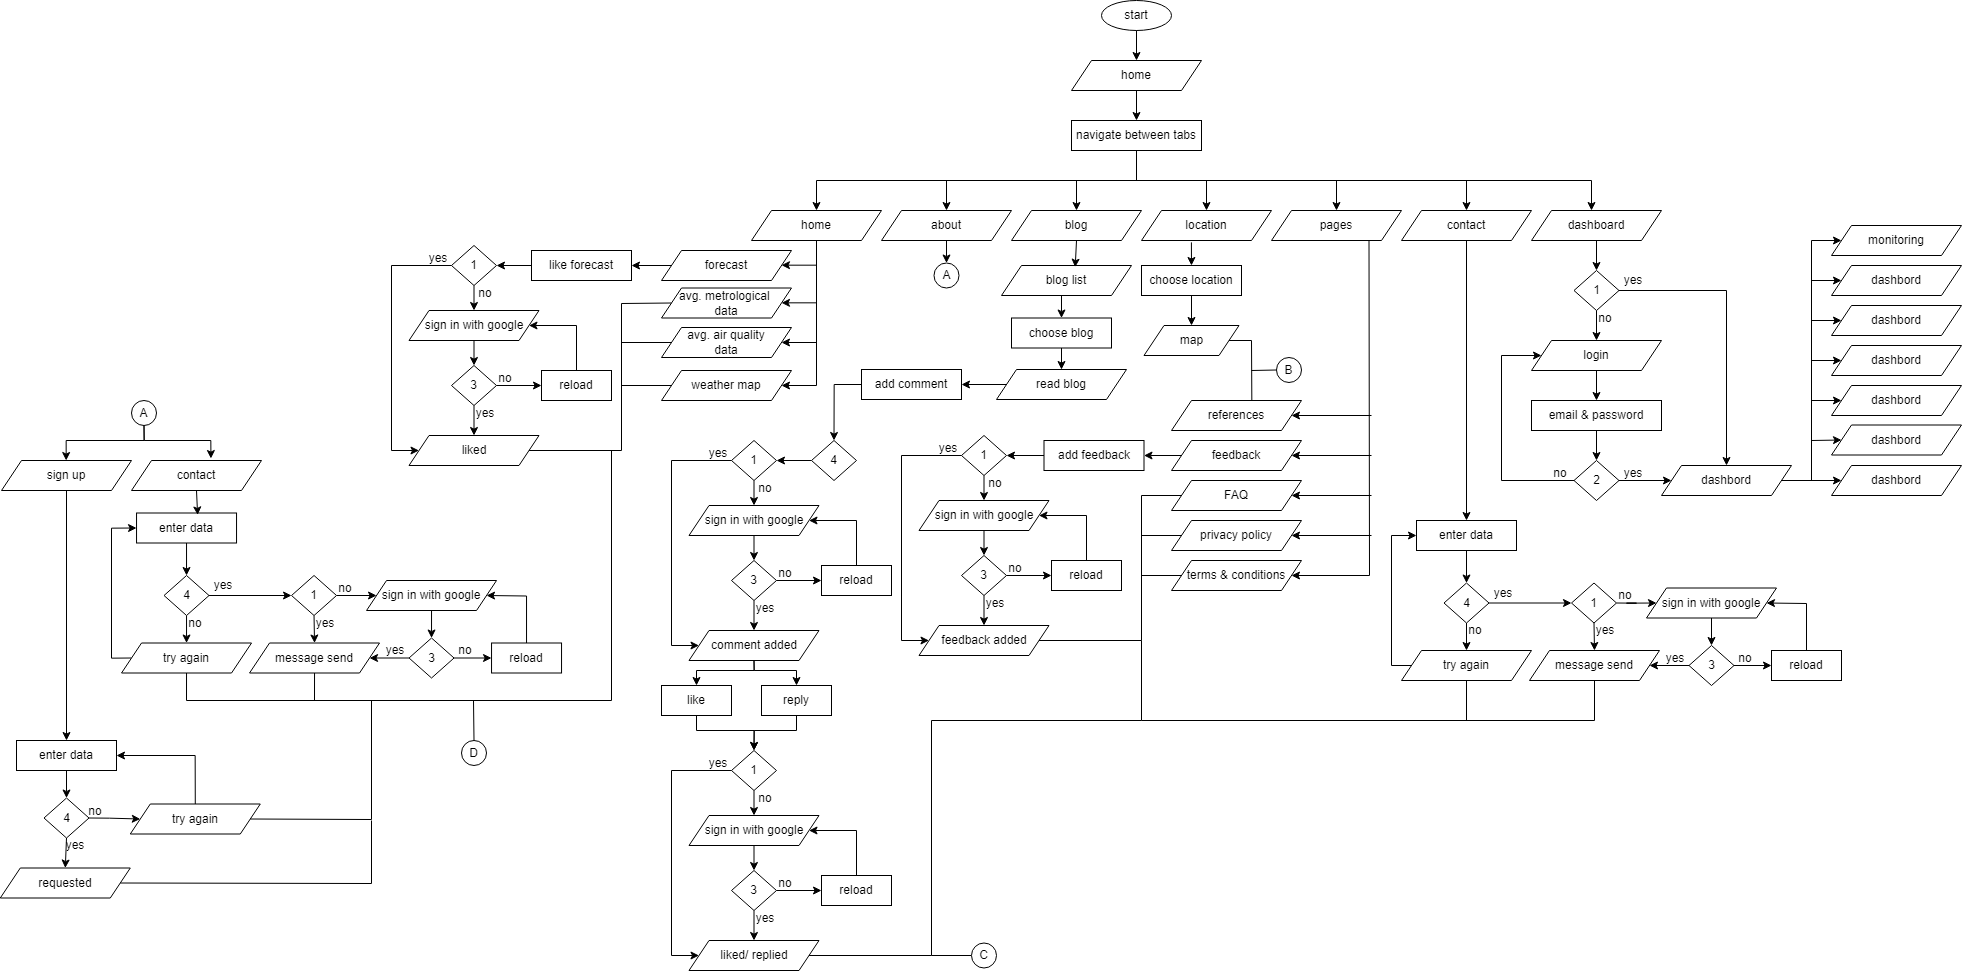 start
home
navigate between tabs
home
about
blog
location
pages
contact
dashboard
monitoring
yes
1
like forecast
forecast
A
blog list
choose location
1
yes
dashbord
no
avg. metrological
data
sign in with google
choose blog
map
no
dashbord
avg. air quality
data
login
dashbord
3
no
reload
weather map
add comment
read blog
B
dashbord
yes
A
references
email & password
dashbord
liked
yes
1
4
yes
1
add feedback
feedback
no
2
yes
dashbord
dashbord
sign up
contact
no
no
FAQ
enter data
sign in with google
sign in with google
privacy policy
enter data
4
yes
1
no
sign in with google
3
no
reload
3
no
reload
terms & conditions
4
yes
1
no
sign in with google
no
yes
yes
yes
no
yes
try again
message send
yes
3
no
reload
comment added
feedback added
try again
message send
yes
3
no
reload
like
reply
enter data
D
yes
1
no
4
no
try again
sign in with google
yes
requested
3
no
reload
yes
liked/ replied
C